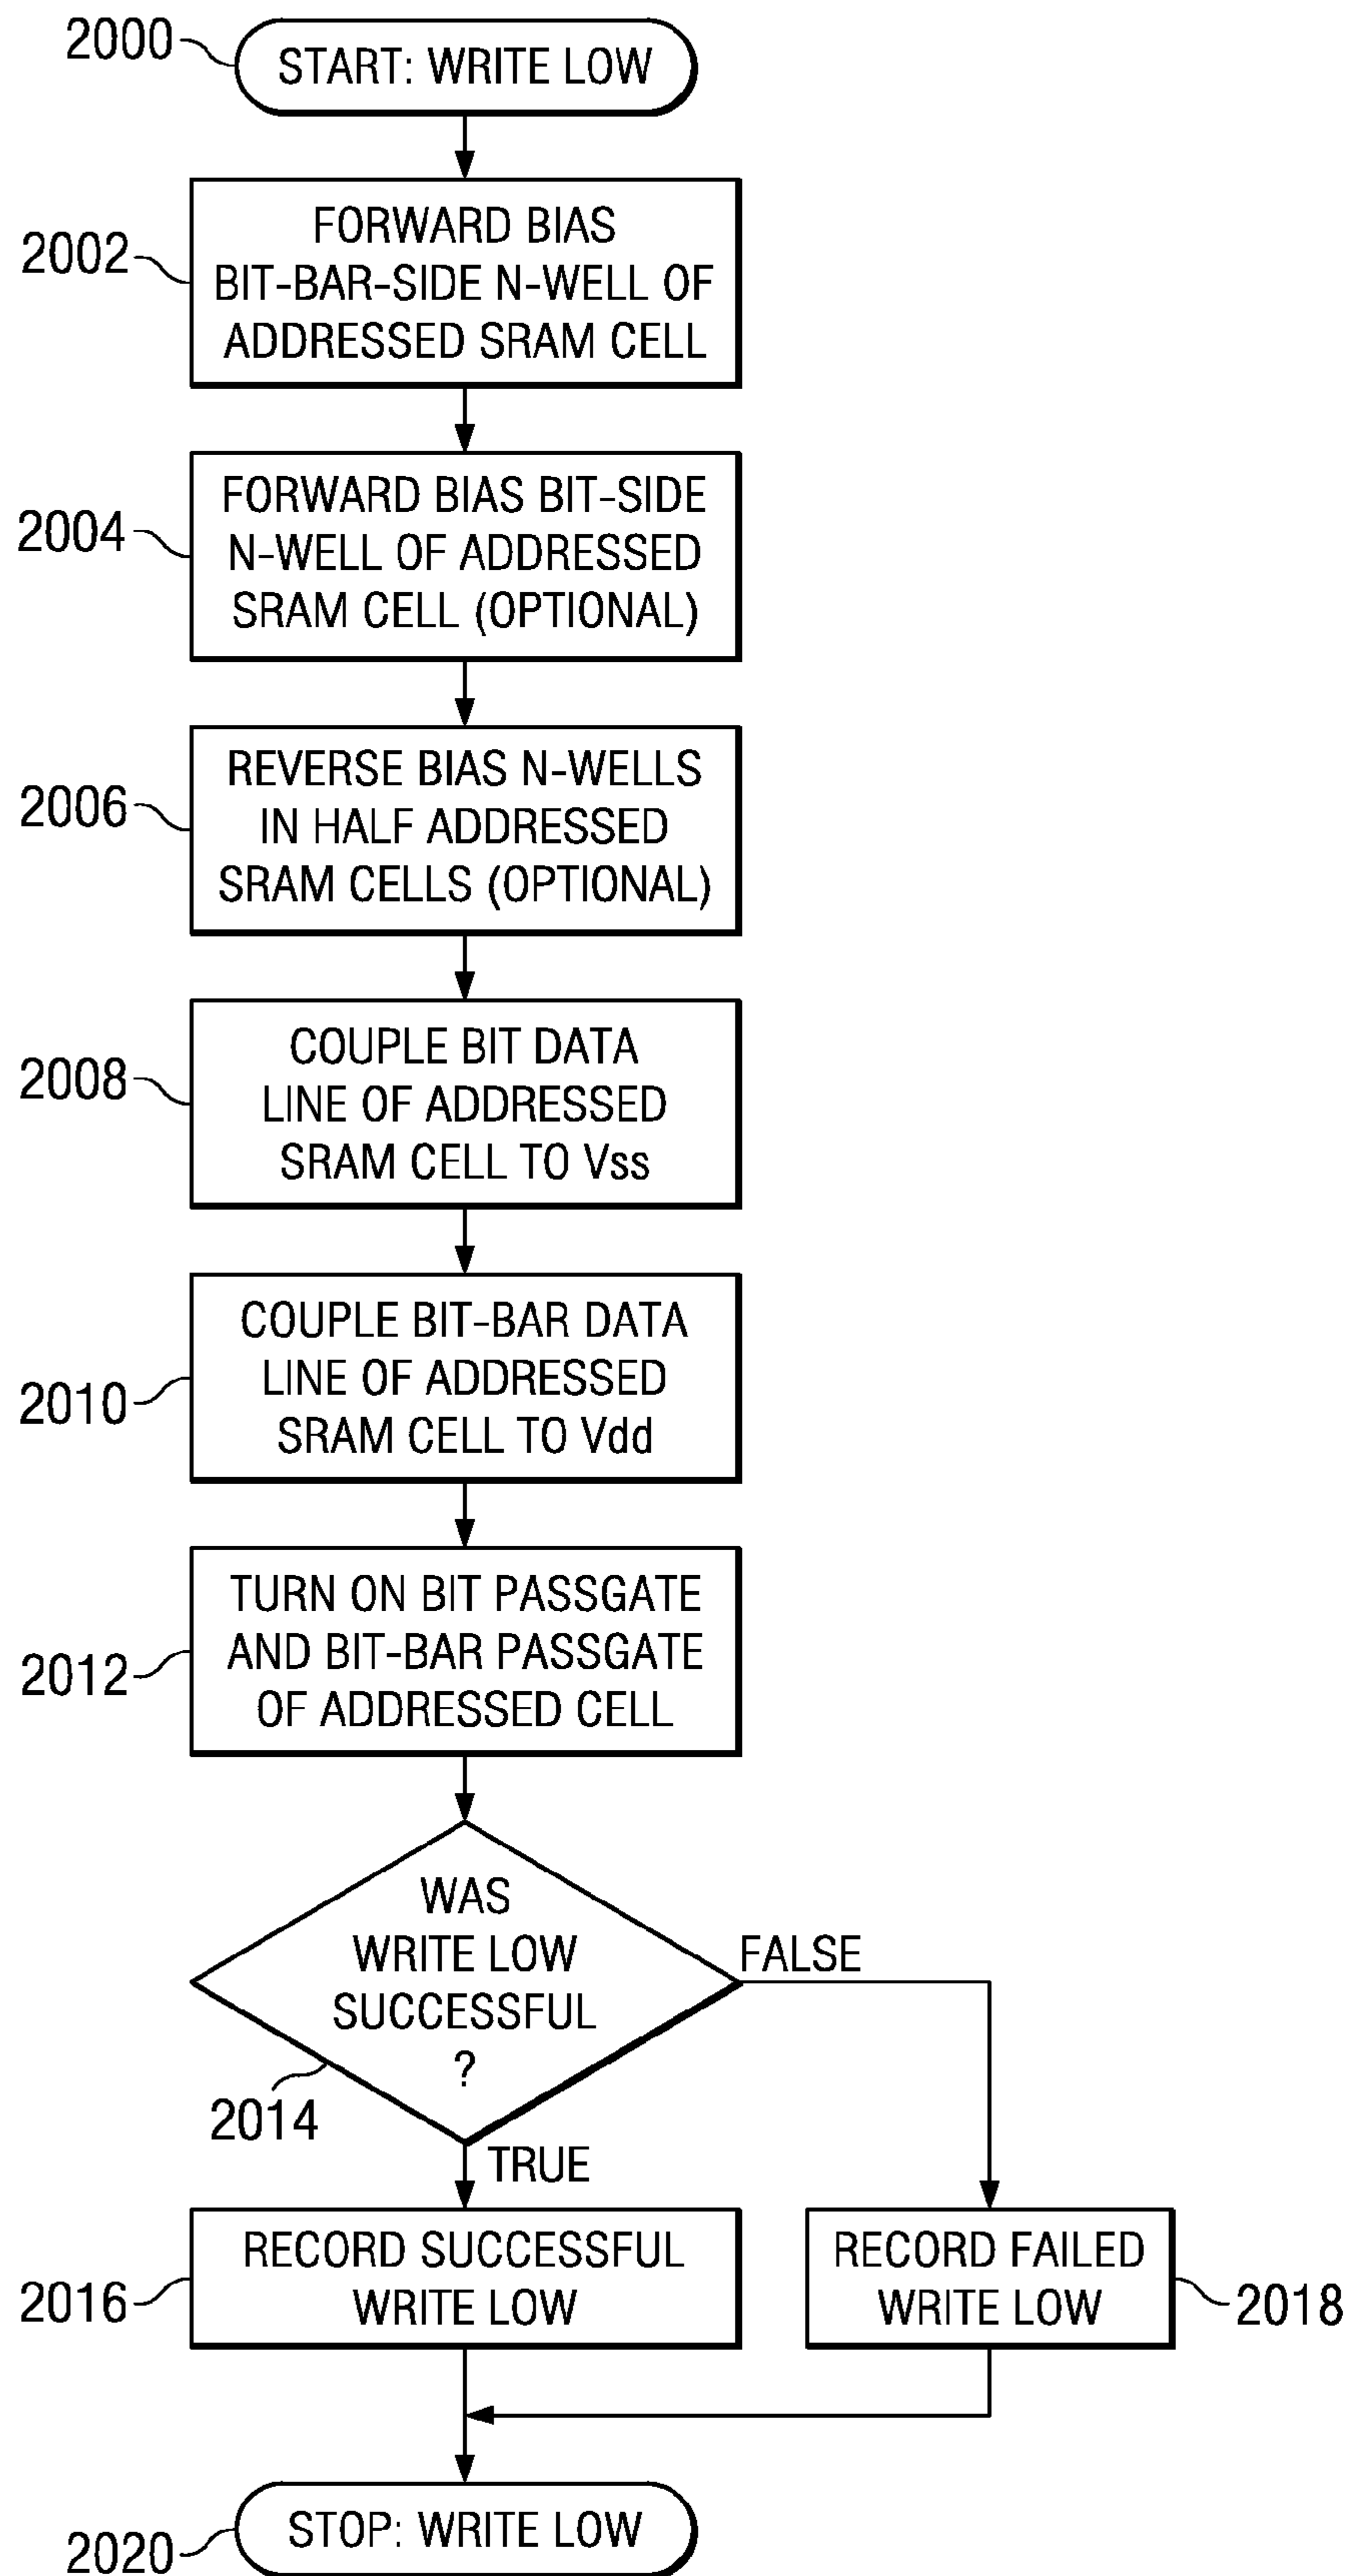 2000
START: WRITE LOW
2002
FORWARD BIAS
BIT-BAR-SIDE N-WELL OF
ADDRESSED SRAM CELL
2004
FORWARD BIAS BIT-SIDE
N-WELL OF ADDRESSED
SRAM CELL (OPTIONAL)
2006
REVERSE BIAS N-WELLS
IN HALF ADDRESSED
SRAM CELLS (OPTIONAL)
2008
COUPLE BIT DATA
LINE OF ADDRESSED
SRAM CELL TO Vss
2010
COUPLE BIT-BAR DATA
LINE OF ADDRESSED
SRAM CELL TO Vdd
2012
TURN ON BIT PASSGATE
AND BIT-BAR PASSGATE
OF ADDRESSED CELL
WAS
WRITE LOW
SUCCESSFUL
?
2014
FALSE
TRUE
2016
RECORD SUCCESSFUL
WRITE LOW
RECORD FAILED
WRITE LOW
2018
STOP: WRITE LOW
2020